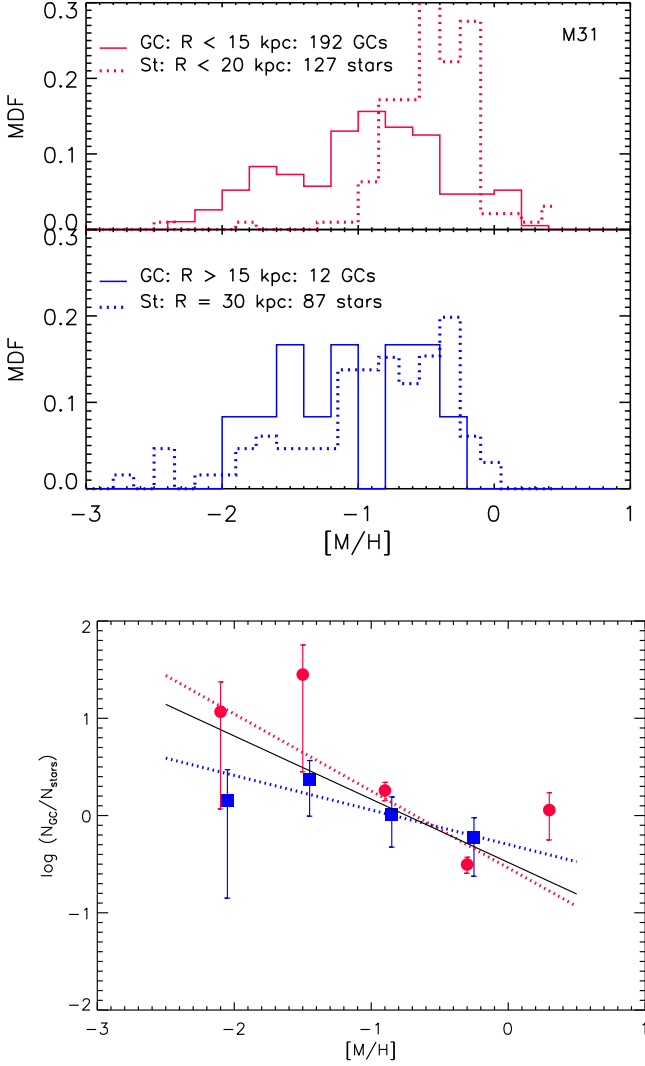 0.3
GC: R < 15 kpc: 192 GCs
M31
St: R < 20 kpc: 127 stars
0.2
MDF
0.1
0.0
0.3
GC: R > 15 kpc: 12 GCs
St: R = 30 kpc: 87 stars
0.2
MDF
0.1
0.0
−3 −2 −1 0 1
[M/H]
2
1
log (N_GC/N_stars)
0
−1
−2
−3 −2 −1 0 1
[M/H]